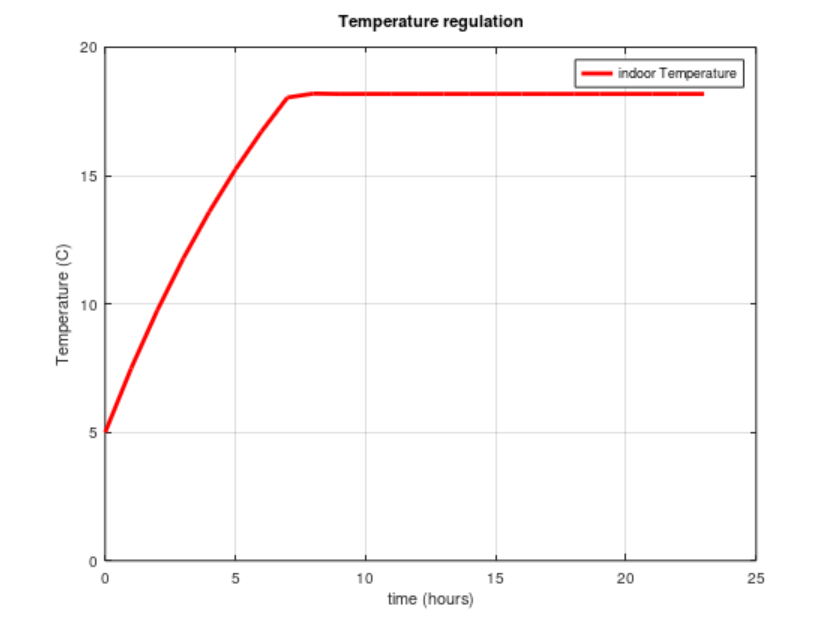 Temperature regulation
indoor Temperature
20
15
10
5
0
Temperature (C)
0 5 10 15 20 25
time (hours)